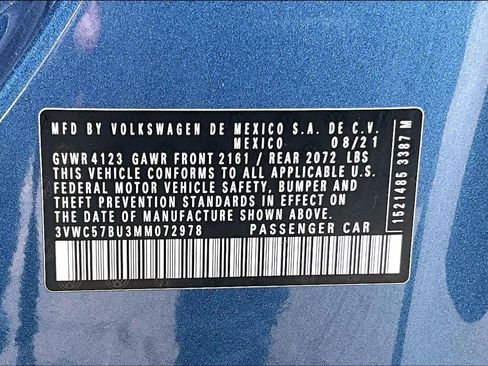 MFD BY VOLKSWAGEN DE MEXICO S.A. DE C.V.
MEXICO 08/21
GVWR 4123 GAWR FRONT 2161 / REAR 2072 LBS
THIS VEHICLE CONFORMS TO ALL APPLICABLE U.S.
FEDERAL MOTOR VEHICLE SAFETY, BUMPER AND
THEFT PREVENTION STANDARDS IN EFFECT ON
THE DATE OF MANUFACTURE SHOWN ABOVE.
3VWC57BU3MM072978 PASSENGER CAR
1521485 3387 M